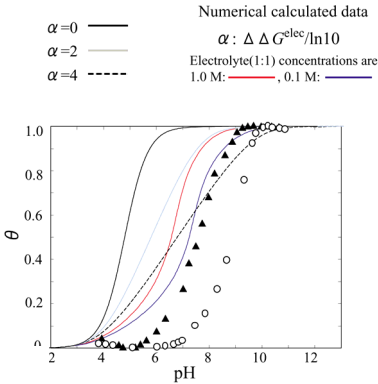 α=0
α=2
α=4
Numerical calculated data
α: Δ Δ G^elec/ln10
Electrolyte(1:1) concentrations are
1.0 M: , 0.1 M:
1.0
0.8
0.6
0.4
0.2
0.
θ
2 4 6 8 10 12
pH